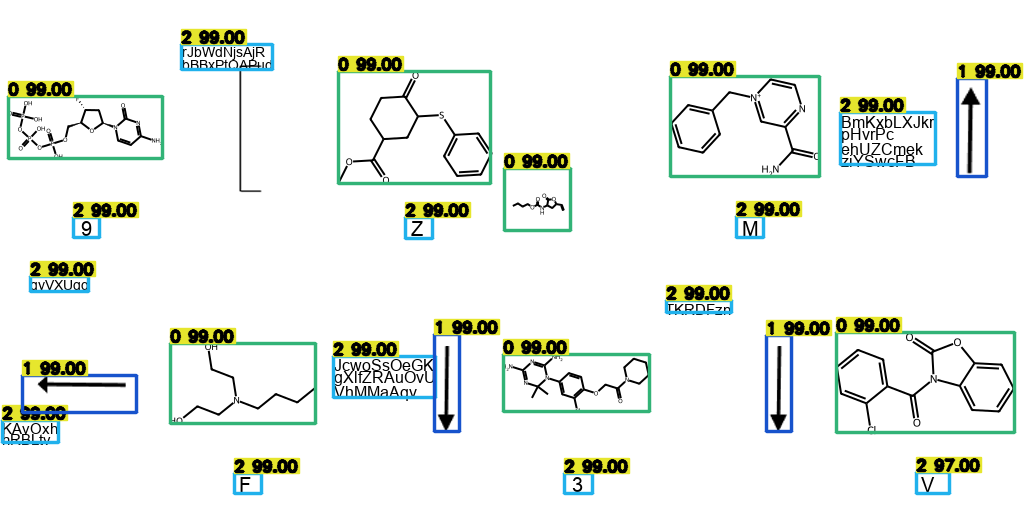 2 99.00
rJbWdNjsAjR
0 99.00
0 99.00
0 99.00
1 99.00
2 99.00
BmKxbLXJkr
pHvrPc
ehUZCmek
zjYSwcFB
0 99.00
2 99.00
9
2 99.00
Z
2 99.00
M
2 99.00
gvVXUgd
2 99.00
TKRDFzn
0 99.00
1 99.00
2 99.00
JcwoSsOeGK
gXlfZRAuOvU
VhMMaAqv
0 99.00
1 99.00
0 99.00
1 99.00
2 99.00
KAvOxh
hRBLtv
2 99.00
F
2 99.00
3
2 97.00
V